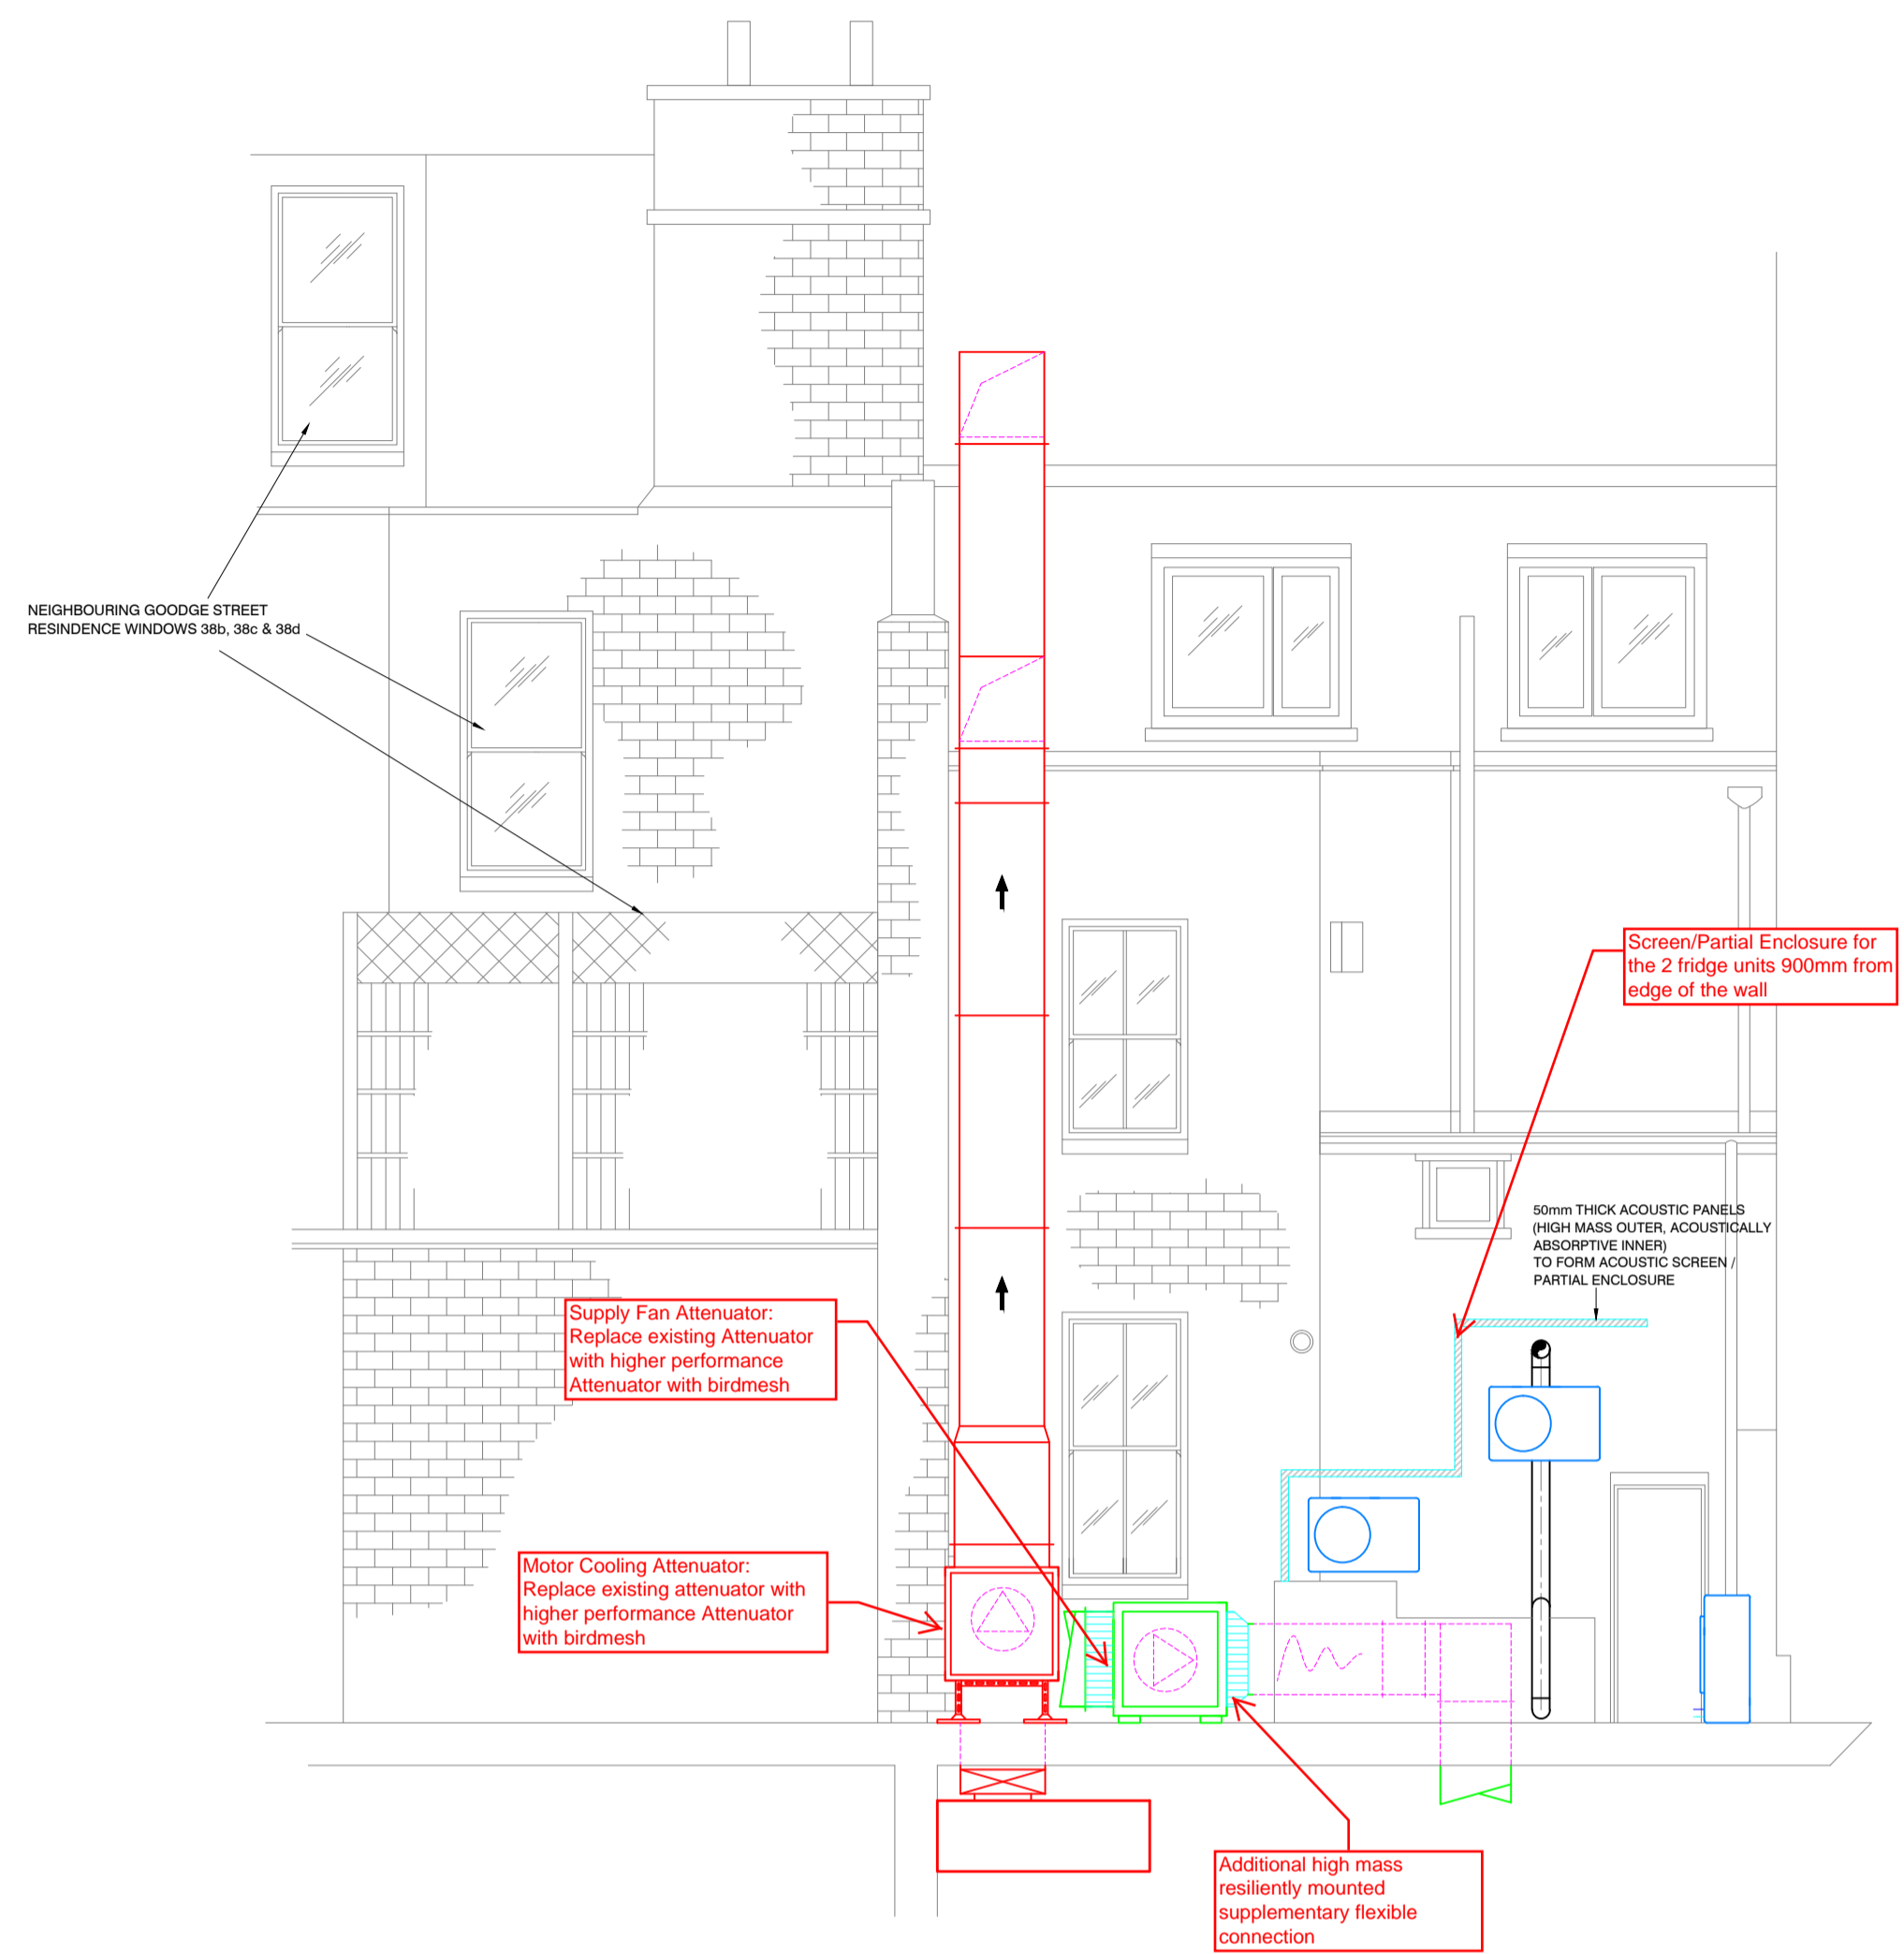 NEIGHBOURING GOODGE STREET
RESINDENCE WINDOWS 38b, 38c & 38d
Screen/Partial Enclosure for
the 2 fridge units 900mm from
edge of the wall
50mm THICK ACOUSTIC PANELS
(HIGH MASS OUTER, ACOUSTICALLY
ABSORPTIVE INNER)
TO FORM ACOUSTIC SCREEN /
PARTIAL ENCLOSURE
Supply Fan Attenuator:
Replace existing Attenuator
with higher performance
Attenuator with birdmesh
Motor Cooling Attenuator:
Replace existing attenuator with
higher performance Attenuator
with birdmesh
Additional high mass
resiliently mounted
supplementary flexible
connection